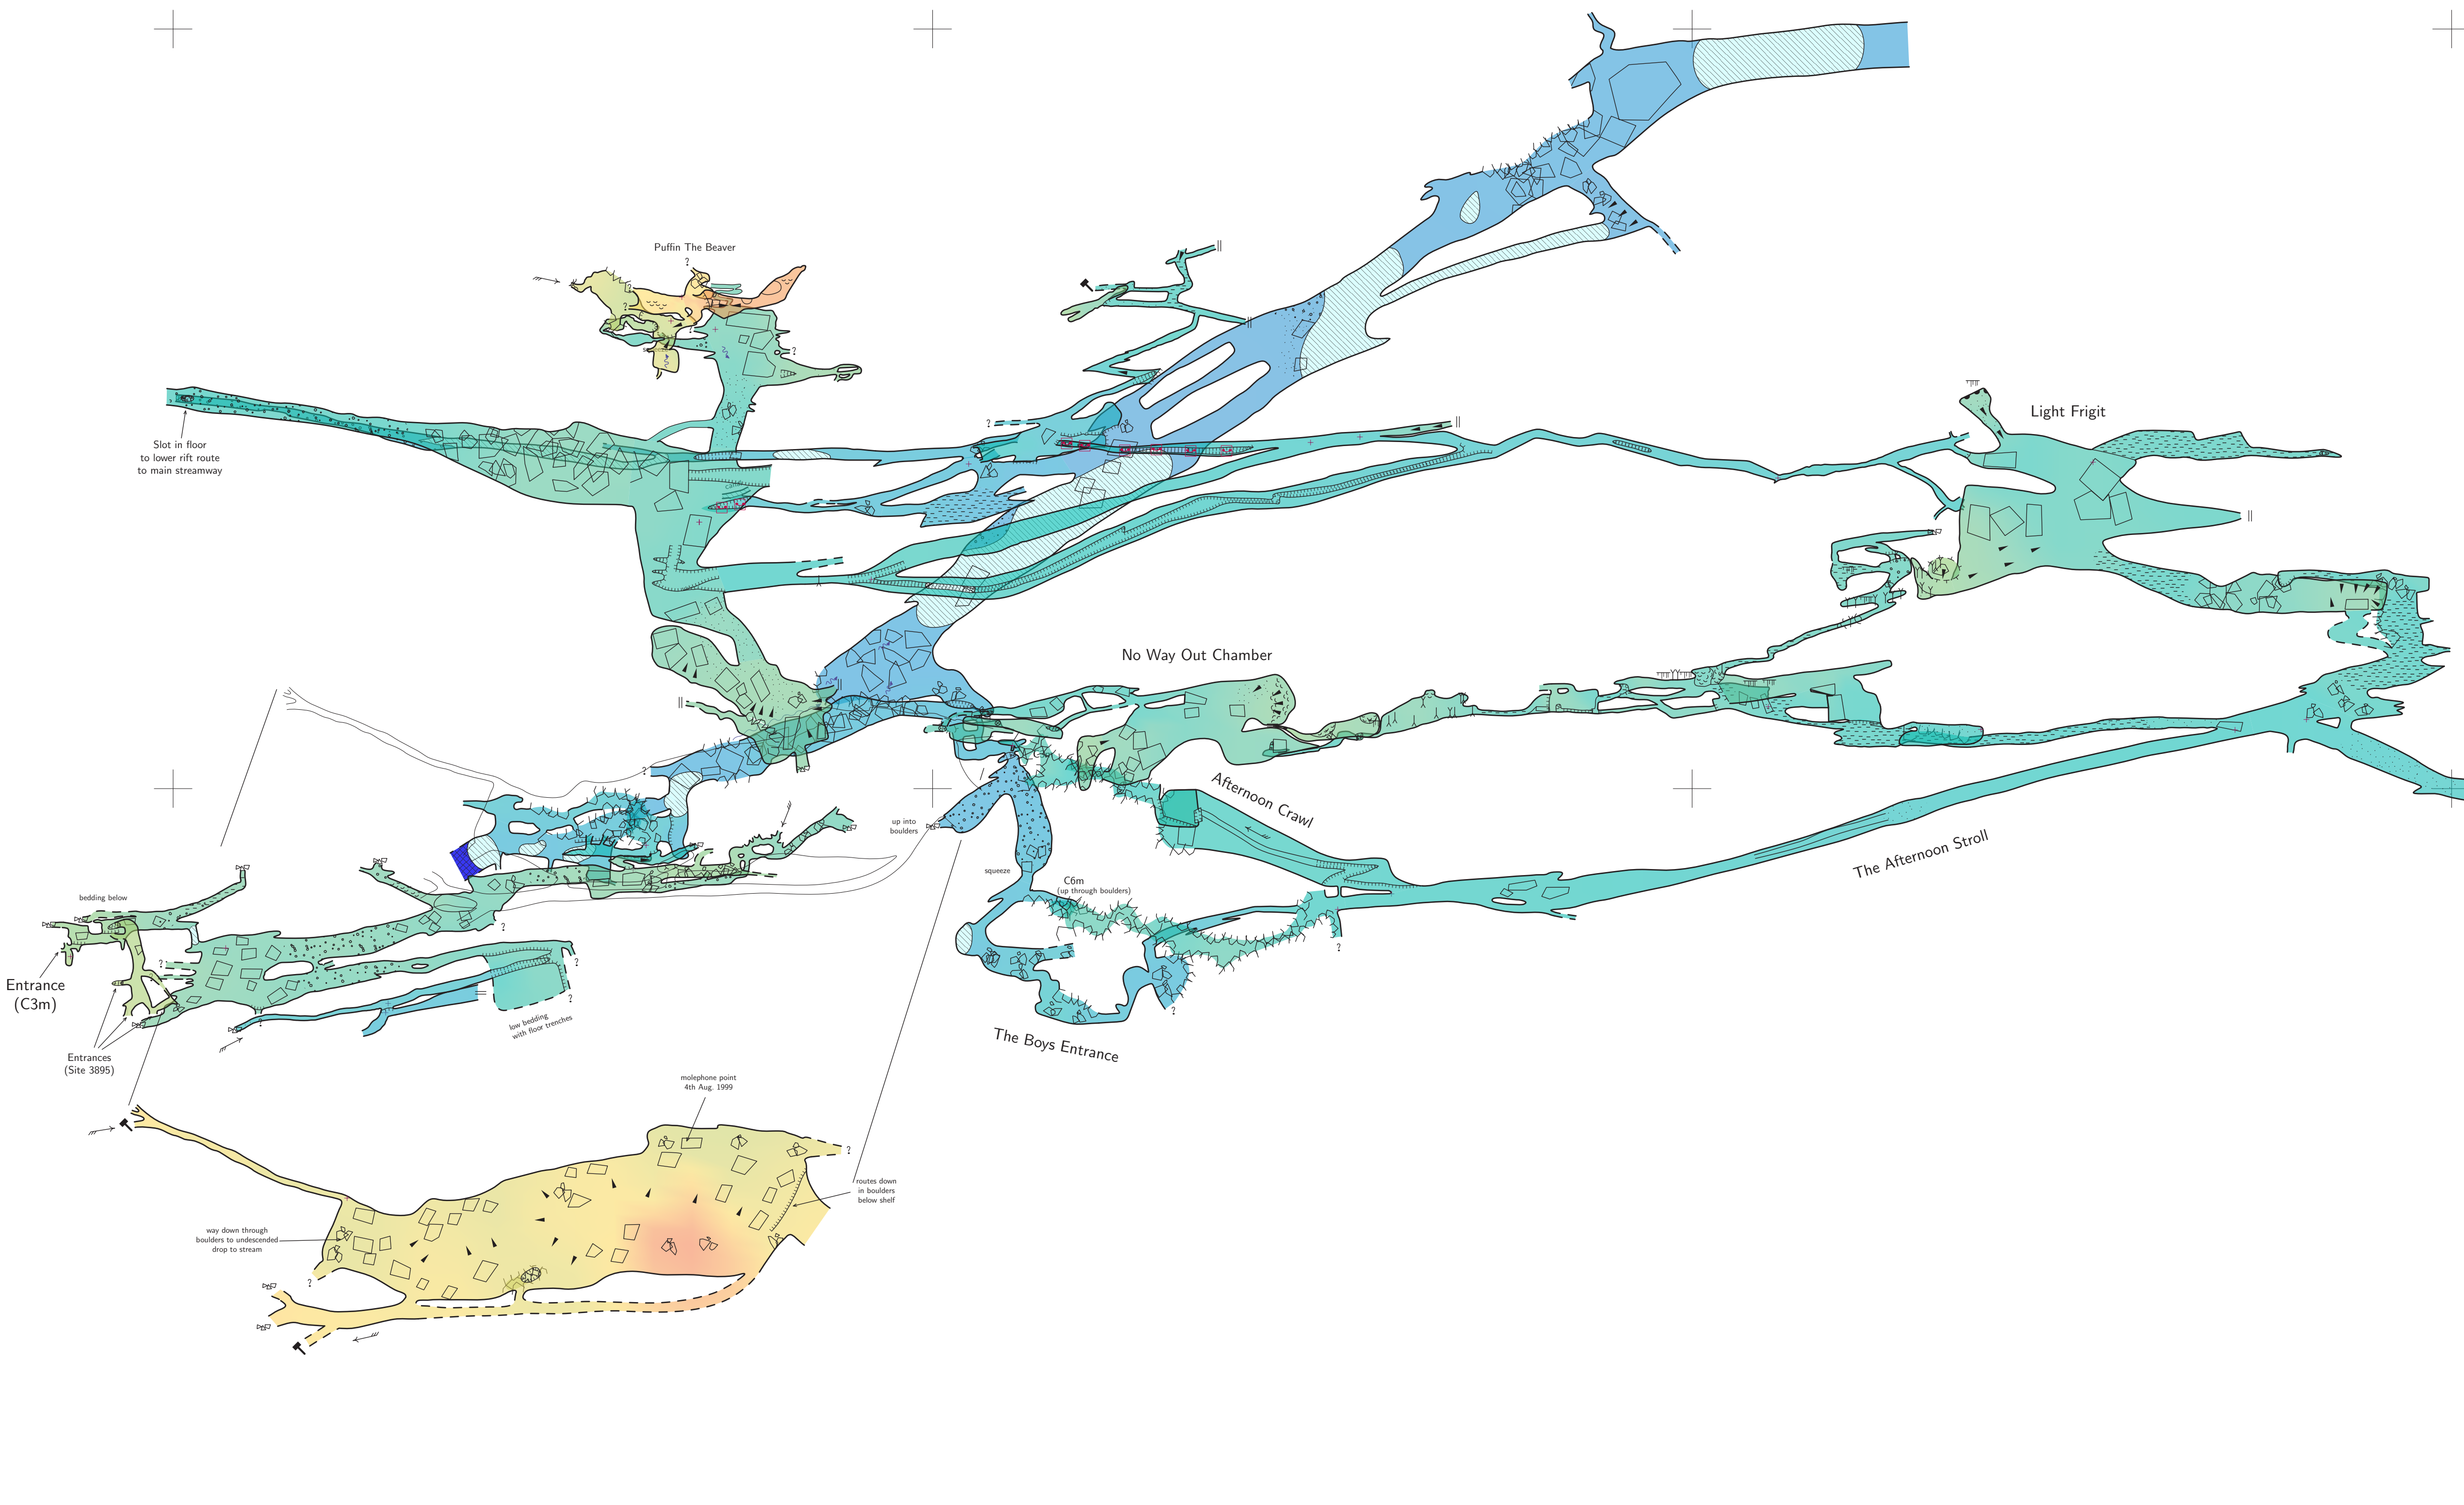 Puffin The Beaver
Light Frigit
Slot in floor
to lower rift route
to main streamway
No Way Out Chamber
Afternoon Crawl
up into
boulders
The Afternoon Stroll
squeeze
C6m
(up through boulders)
bedding below
Entrance
(C3m)
low bedding
with floor trenches
The Boys Entrance
Entrances
(Site 3895)
molephone point
4th Aug. 1999
routes down
in boulders
below shelf
way down through
boulders to undescended
drop to stream